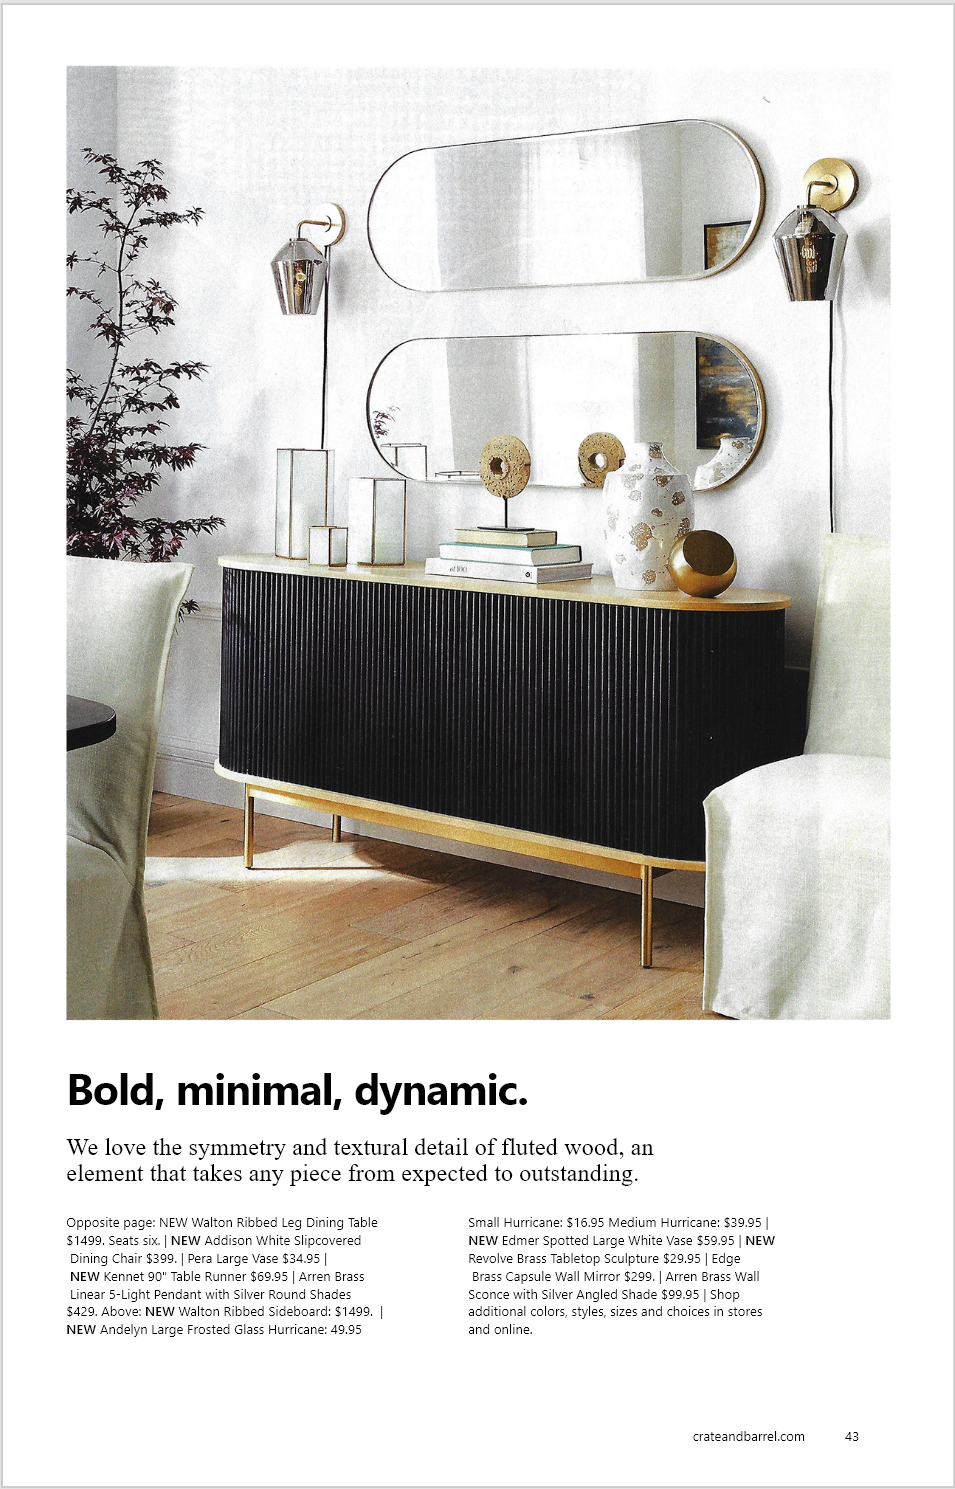 Bold, minimal, dynamic.
We love the symmetry and textural detail of fluted wood, an
element that takes any piece from expected to outstanding.
Opposite page: NEW Walton Ribbed Leg Dining Table
$1499. Seats six. | NEW Addison White Slipcovered
Dining Chair $399. | Pera Large Vase $34.95 |
NEW Kennet 90" Table Runner $69.95 | Arren Brass
Linear 5-Light Pendant with Silver Round Shades
$429. Above: NEW Walton Ribbed Sideboard: $1499. |
NEW Andelyn Large Frosted Glass Hurricane: 49.95
Small Hurricane: $16.95 Medium Hurricane: $39.95 |
NEW Edmer Spotted Large White Vase $59.95 | NEW
Revolve Brass Tabletop Sculpture $29.95 | Edge
Brass Capsule Wall Mirror $299. | Arren Brass Wall
Sconce with Silver Angled Shade $99.95 | Shop
additional colors, styles, sizes and choices in stores
and online.
crateandbarrel.com 43